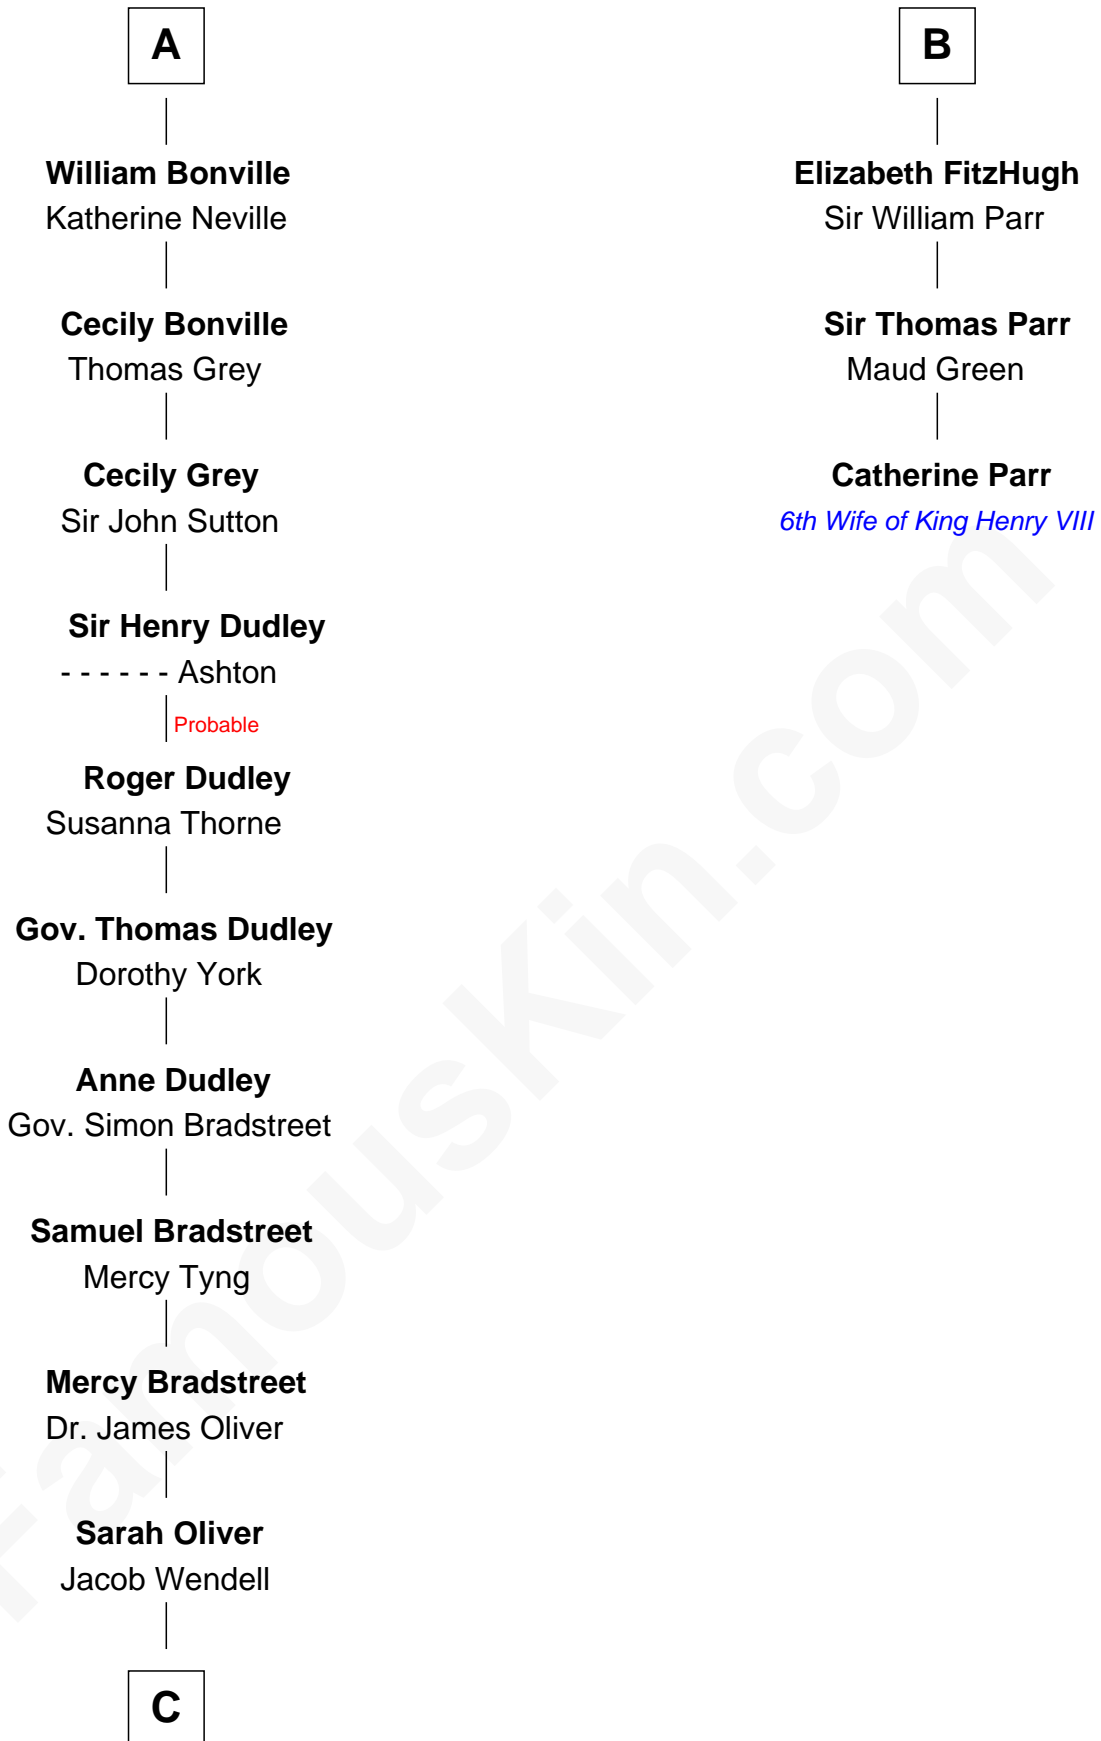 A
William Bonville
Katherine Neville
Cecily Bonville
Thomas Grey
Cecily Grey
Sir John Sutton
Sir Henry Dudley
- - - - - - Ashton
Probable
Roger Dudley
Susanna Thorne
Gov. Thomas Dudley
Dorothy York
Anne Dudley
Gov. Simon Bradstreet
Samuel Bradstreet
Mercy Tyng
Mercy Bradstreet
Dr. James Oliver
Sarah Oliver
Jacob Wendell
C
B
Elizabeth FitzHugh
Sir William Parr
Sir Thomas Parr
Maud Green
Catherine Parr
6th Wife of King Henry VIII
FamousKin.com